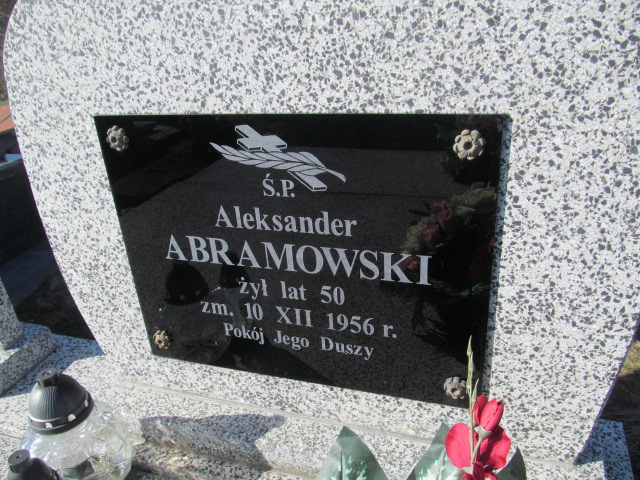 Ś.P.
Aleksander
ABRAMOWSKI
żył lat 50
zm. 10 XII 1956 r.
Pokój Jego Duszy